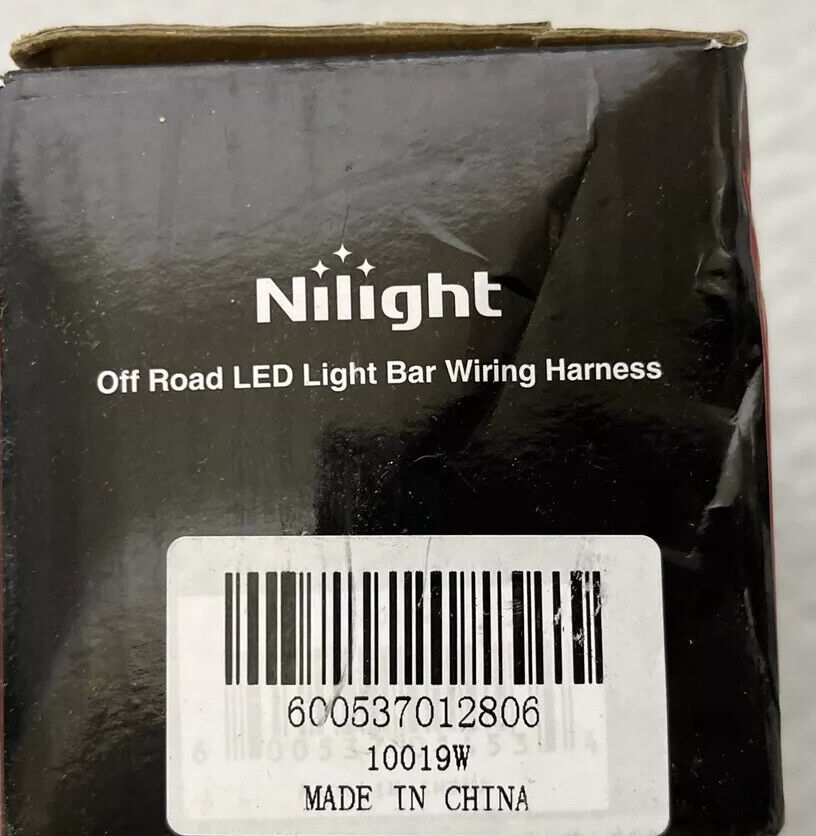 Nilight
Off Road LED Light Bar Wiring Harness
600537012806
10019W
MADE IN CHINA